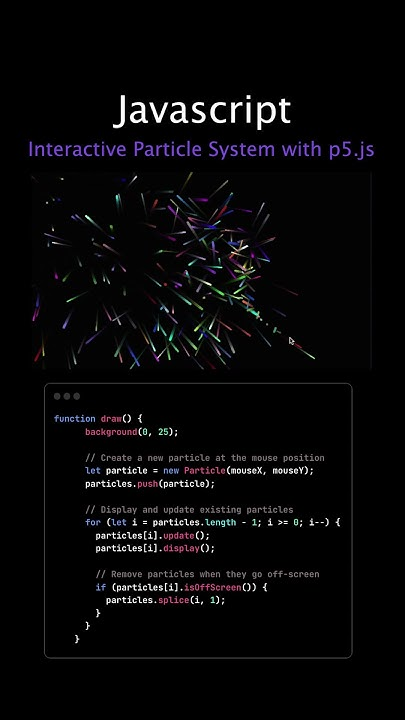 Javascript
Interactive Particle System with p5.js
function draw() {
background(0, 25);
// Create a new particle at the mouse position
let particle = new Particle(mouseX, mouseY);
particles.push(particle);
// Display and update existing particles
for (let i = particles.length - 1; i >= 0; i--) {
particles[i].update();
particles[i].display();
// Remove particles when they go off-screen
if (particles[i].isOffScreen()) {
particles.splice(i, 1);
}
}
}